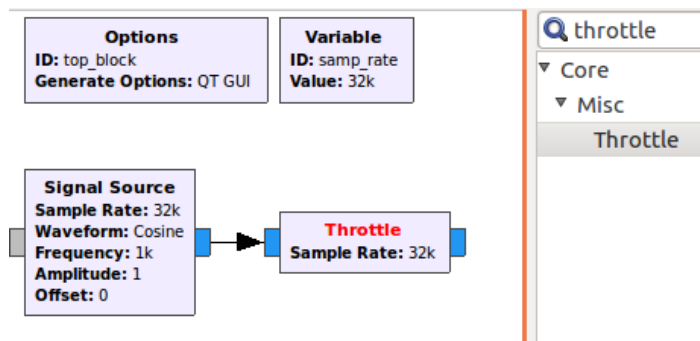 Options
ID: top_block
Generate Options: QT GUI
Variable
ID: samp_rate
Value: 32k
throttle
Core
Misc
Throttle
Signal Source
Sample Rate: 32k
Waveform: Cosine
Frequency: 1k
Amplitude: 1
Offset: 0
Throttle
Sample Rate: 32k